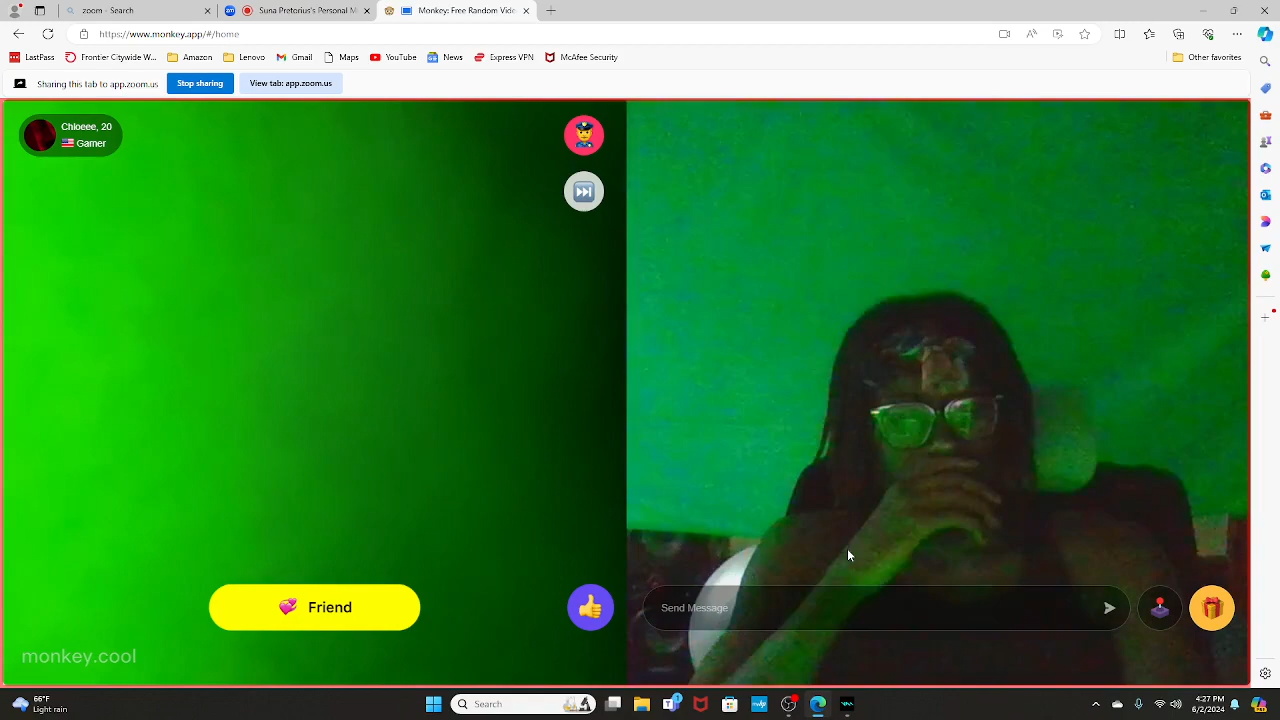 zoom - Search
Suna Pretorius's Personal M
Monkey: Free Random Vide
https://www.monkey.app/#/home
LastPass
Frontier Citywide W...
Amazon
Lenovo
Gmail
Maps
YouTube
News
Express VPN
McAfee Security
Other favorites
Sharing this tab to app.zoom.us
Stop sharing
View tab: app.zoom.us
Chloeee, 20
Gamer
Friend
Send Message
monkey.cool
66°F
Light rain
Search
4:27 PM
6/2/2024